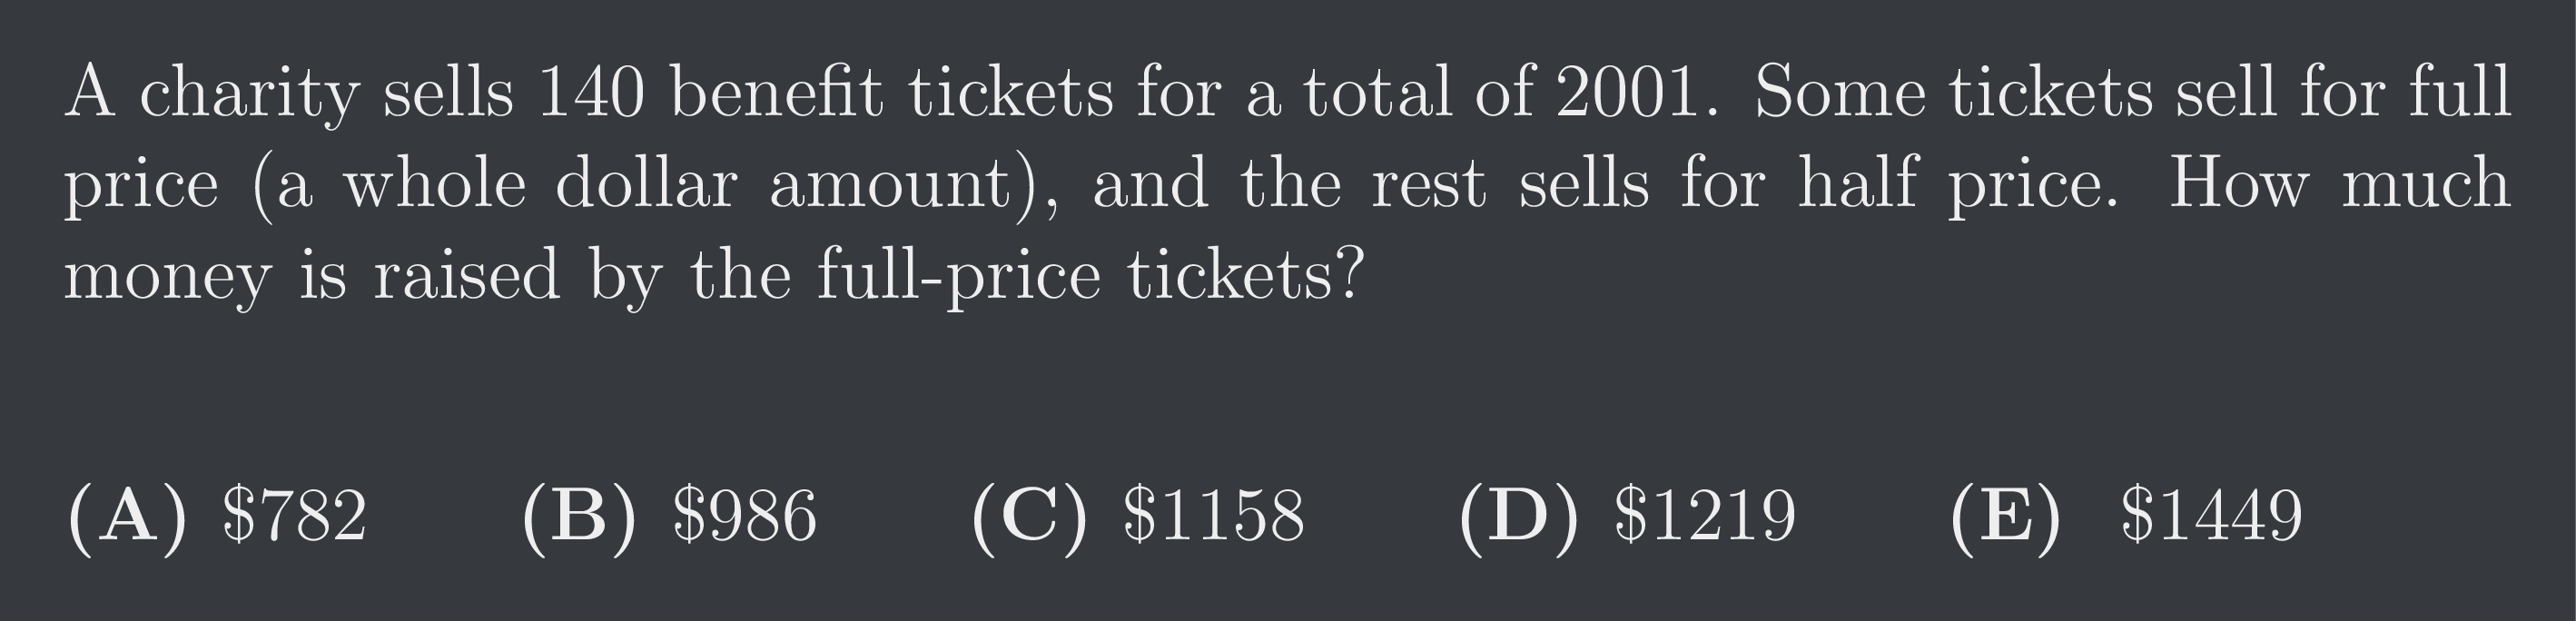 A charity sells 140 benefit tickets for a total of 2001. Some tickets sell for full
price (a whole dollar amount), and the rest sells for half price. How much
money is raised by the full-price tickets?
(A) $782 (B) $986 (C) $1158 (D) $1219 (E) $1449